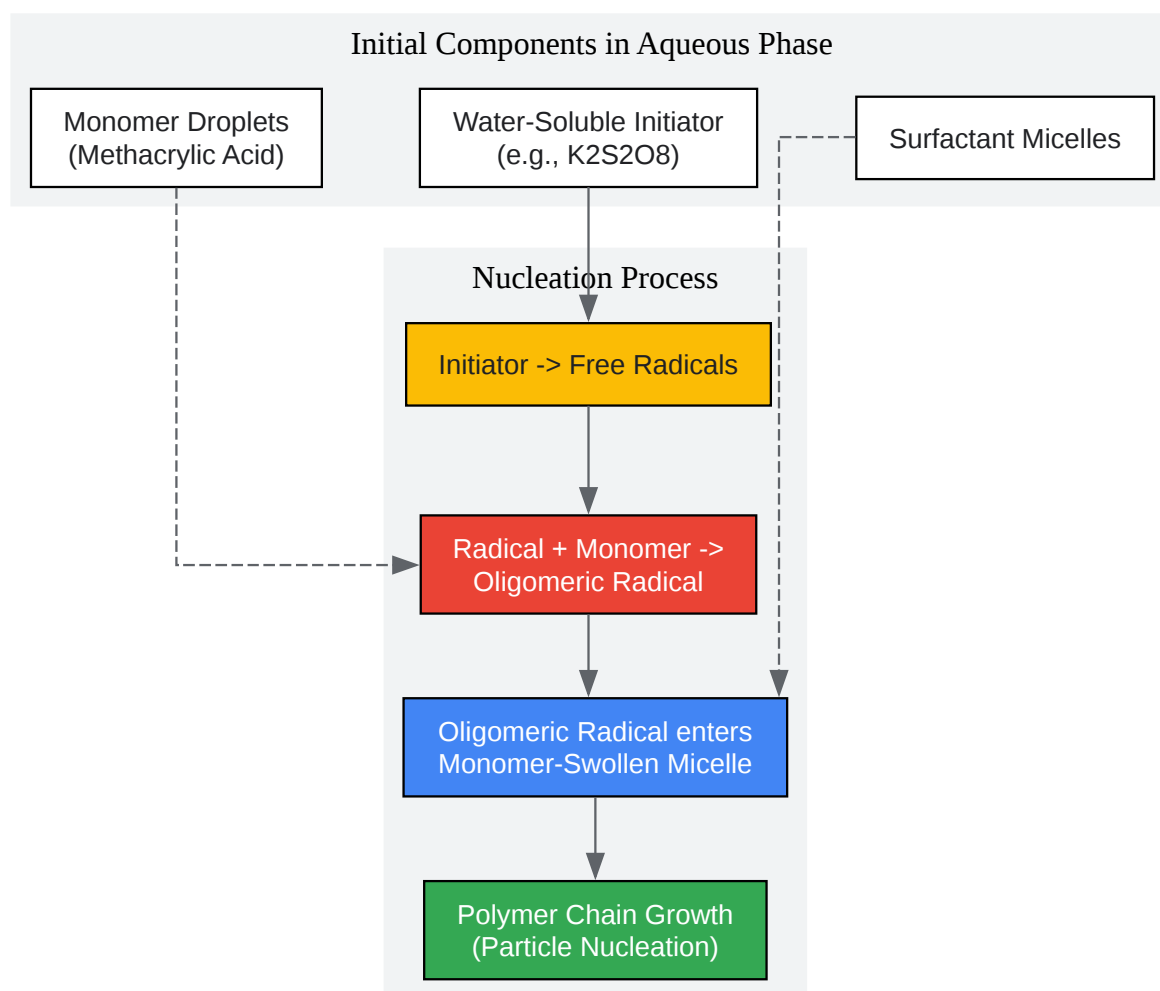 Initial Components in Aqueous Phase
Monomer Droplets
(Methacrylic Acid)
Water-Soluble Initiator
(e.g., K2S2O8)
Surfactant Micelles
Nucleation Process
Initiator -> Free Radicals
Radical + Monomer ->
Oligomeric Radical
Oligomeric Radical enters
Monomer-Swollen Micelle
Polymer Chain Growth
(Particle Nucleation)